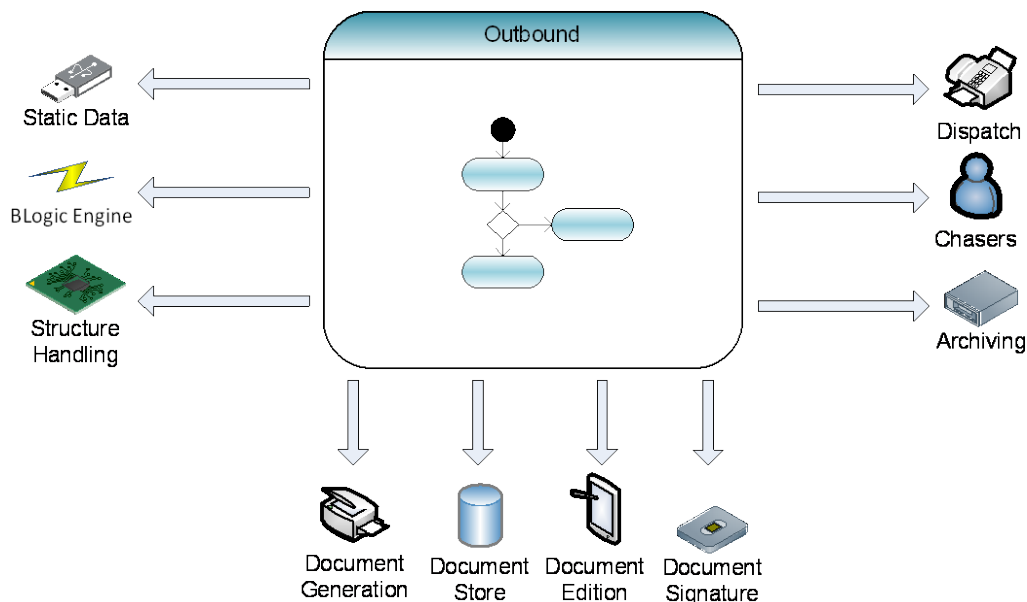 Outbound
Static Data
BLogic Engine
Structure
Handling
Dispatch
Chasers
Archiving
Document
Generation
Document
Store
Document
Edition
Document
Signature